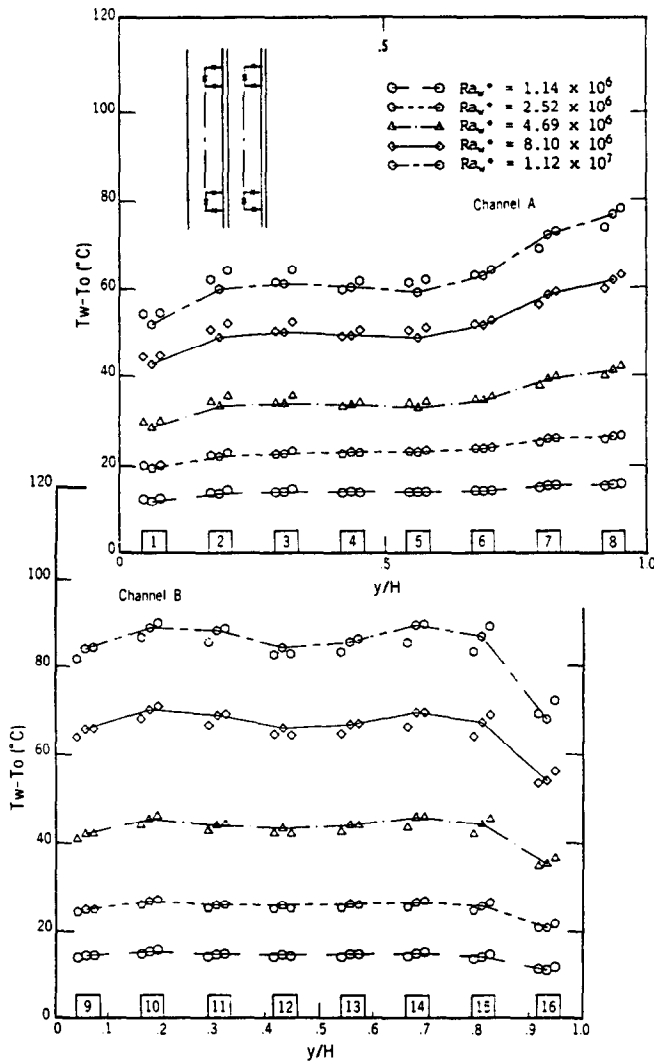 120
.5
100
Ra_w° = 1.14 x 10^6
Ra_w° = 2.52 x 10^6
Ra_w° = 4.69 x 10^6
Ra_w° = 8.10 x 10^6
Ra_w° = 1.12 x 10^7
80
Channel A
Tw-To (°C)
60
40
20
0
1 2 3 4 5 6 7 8
0 .5 1.0
y/H
120
100
Channel B
80
Tw-To (°C)
60
40
20
0
9 10 11 12 13 14 15 16
0 .1 .2 .3 .4 .5 .6 .7 .8 .9 1.0
y/H